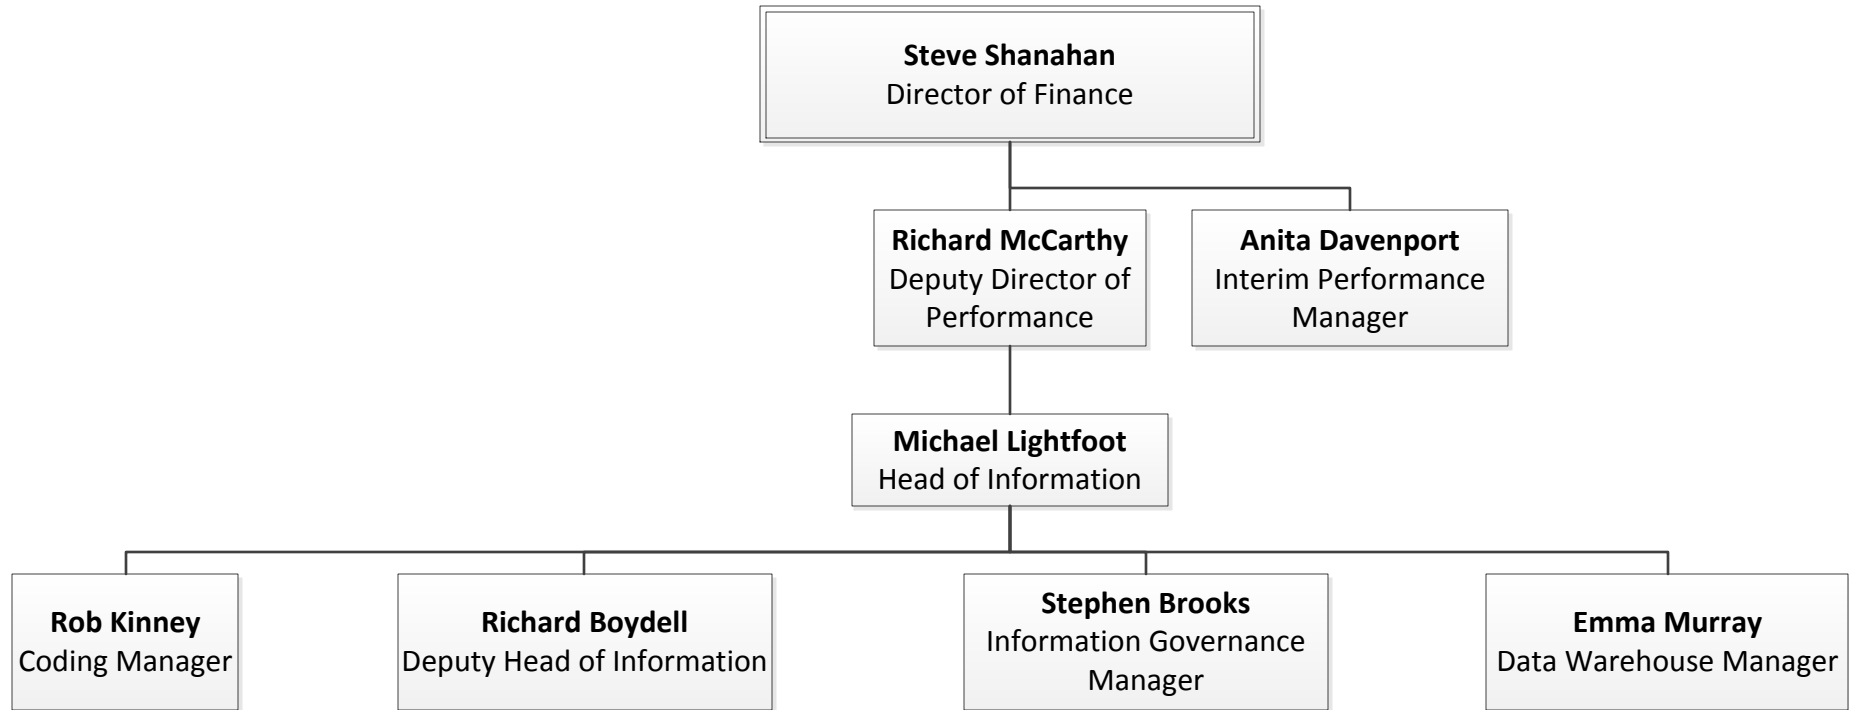 Steve Shanahan
Director of Finance
Richard McCarthy
Deputy Director of
Performance
Anita Davenport
Interim Performance
Manager
Michael Lightfoot
Head of Information
Rob Kinney
Coding Manager
Richard Boydell
Deputy Head of Information
Stephen Brooks
Information Governance
Manager
Emma Murray
Data Warehouse Manager